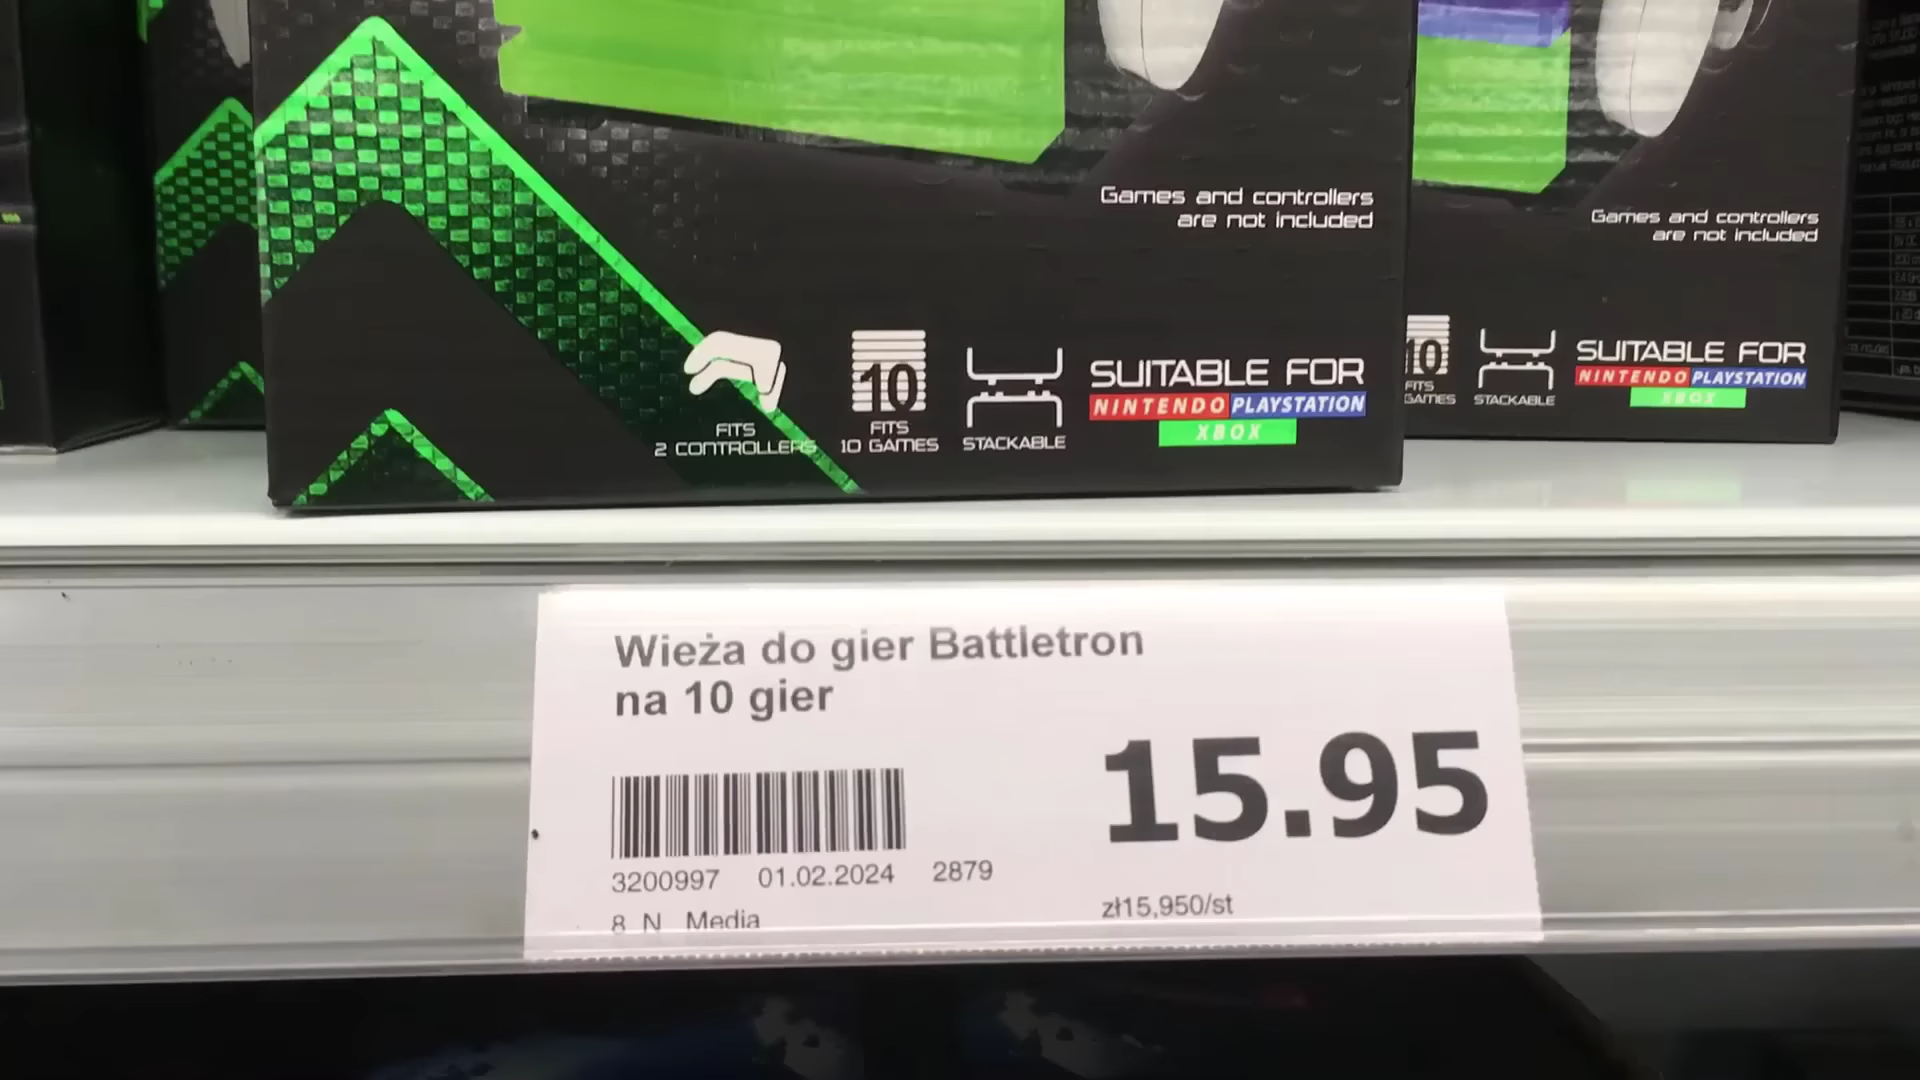 Games and controllers
are not included
10
FITS
2 CONTROLLERS
FITS
10 GAMES
STACKABLE
SUITABLE FOR
NINTENDO PLAYSTATION
XBOX
Games and controllers
are not included
10
FITS
GAMES
STACKABLE
SUITABLE FOR
NINTENDO PLAYSTATION
XBOX
Wieża do gier Battletron
na 10 gier
15.95
3200997 01.02.2024 2879
8 N Media
zł15,950/st